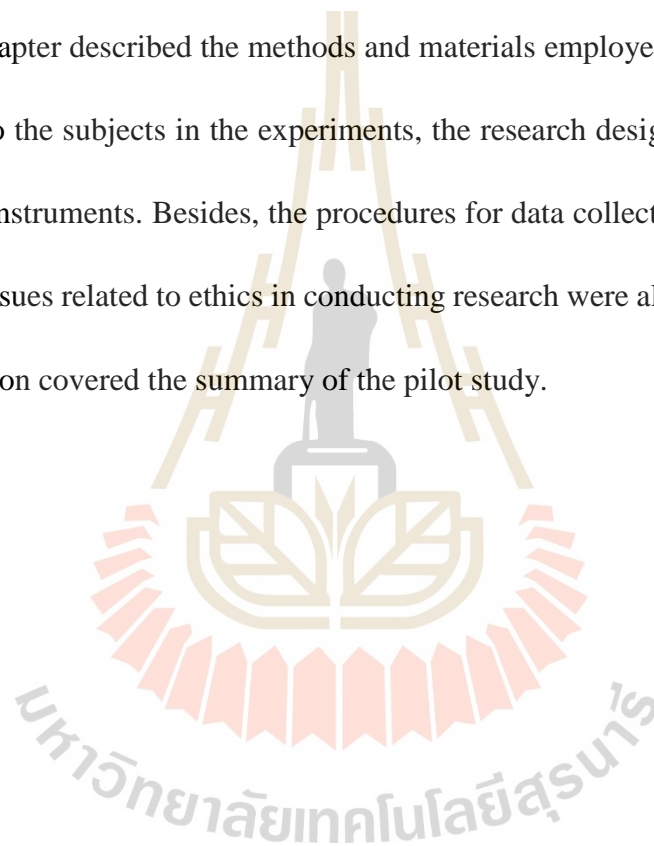 apter described the methods and materials employe
the subjects in the experiments, the research desig
nstruments. Besides, the procedures for data collect
sues related to ethics in conducting research were al
on covered the summary of the pilot study.
มหาวิทยาลัยเทคโนโลยีสุรนารี